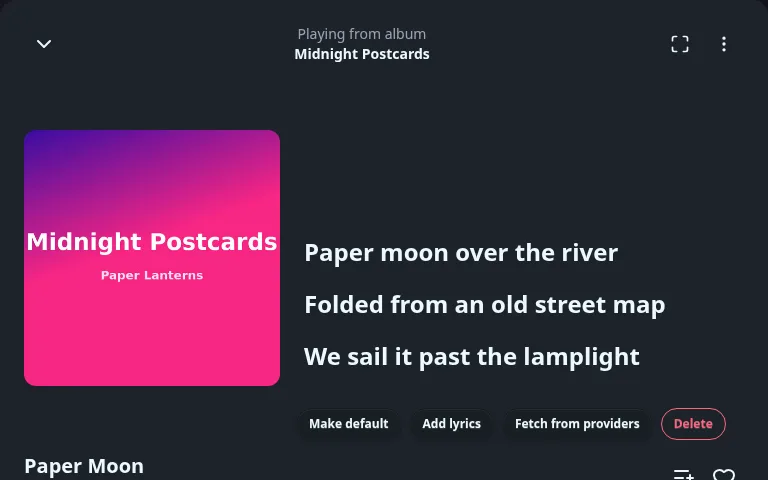 Playing from album
Midnight Postcards
Midnight Postcards
Paper Lanterns
Paper moon over the river
Folded from an old street map
We sail it past the lamplight
Make default
Add lyrics
Fetch from providers
Delete
Paper Moon